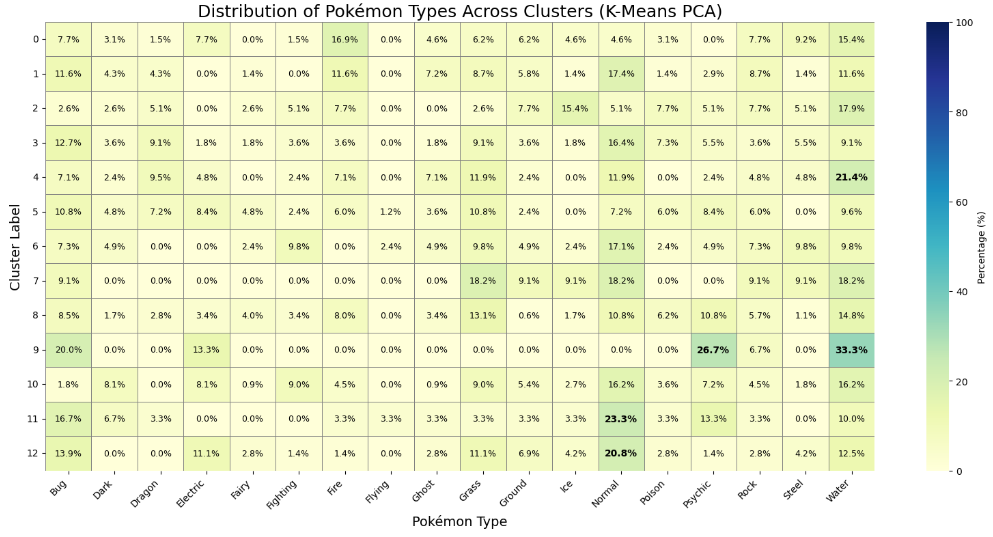 Distribution of Pokémon Types Across Clusters (K-Means PCA)
0 7.7% 3.1% 1.5% 7.7% 0.0% 1.5% 16.9% 0.0% 4.6% 6.2% 6.2% 4.6% 4.6% 3.1% 0.0% 7.7% 9.2% 15.4%
1 11.6% 4.3% 4.3% 0.0% 1.4% 0.0% 11.6% 0.0% 7.2% 8.7% 5.8% 1.4% 17.4% 1.4% 2.9% 8.7% 1.4% 11.6%
2 2.6% 2.6% 5.1% 0.0% 2.6% 5.1% 7.7% 0.0% 0.0% 2.6% 7.7% 15.4% 5.1% 7.7% 5.1% 7.7% 5.1% 17.9%
3 12.7% 3.6% 9.1% 1.8% 1.8% 3.6% 3.6% 0.0% 1.8% 9.1% 3.6% 1.8% 16.4% 7.3% 5.5% 3.6% 5.5% 9.1%
4 7.1% 2.4% 9.5% 4.8% 0.0% 2.4% 7.1% 0.0% 7.1% 11.9% 2.4% 0.0% 11.9% 0.0% 2.4% 4.8% 4.8% 21.4%
5 10.8% 4.8% 7.2% 8.4% 4.8% 2.4% 6.0% 1.2% 3.6% 10.8% 2.4% 0.0% 7.2% 6.0% 8.4% 6.0% 0.0% 9.6%
6 7.3% 4.9% 0.0% 0.0% 2.4% 9.8% 0.0% 2.4% 4.9% 9.8% 4.9% 2.4% 17.1% 2.4% 4.9% 7.3% 9.8% 9.8%
7 9.1% 0.0% 0.0% 0.0% 0.0% 0.0% 0.0% 0.0% 0.0% 18.2% 9.1% 9.1% 18.2% 0.0% 0.0% 9.1% 9.1% 18.2%
8 8.5% 1.7% 2.8% 3.4% 4.0% 3.4% 8.0% 0.0% 3.4% 13.1% 0.6% 1.7% 10.8% 6.2% 10.8% 5.7% 1.1% 14.8%
9 20.0% 0.0% 0.0% 13.3% 0.0% 0.0% 0.0% 0.0% 0.0% 0.0% 0.0% 0.0% 0.0% 0.0% 26.7% 6.7% 0.0% 33.3%
10 1.8% 8.1% 0.0% 8.1% 0.9% 9.0% 4.5% 0.0% 0.9% 9.0% 5.4% 2.7% 16.2% 3.6% 7.2% 4.5% 1.8% 16.2%
11 16.7% 6.7% 3.3% 0.0% 0.0% 0.0% 3.3% 3.3% 3.3% 3.3% 3.3% 3.3% 23.3% 3.3% 13.3% 3.3% 0.0% 10.0%
12 13.9% 0.0% 0.0% 11.1% 2.8% 1.4% 1.4% 0.0% 2.8% 11.1% 6.9% 4.2% 20.8% 2.8% 1.4% 2.8% 4.2% 12.5%
Bug Dark Dragon Electric Fairy Fighting Fire Flying Ghost Grass Ground Ice Normal Poison Psychic Rock Steel Water
Pokémon Type
Cluster Label
100
80
60
40
20
0
Percentage (%)